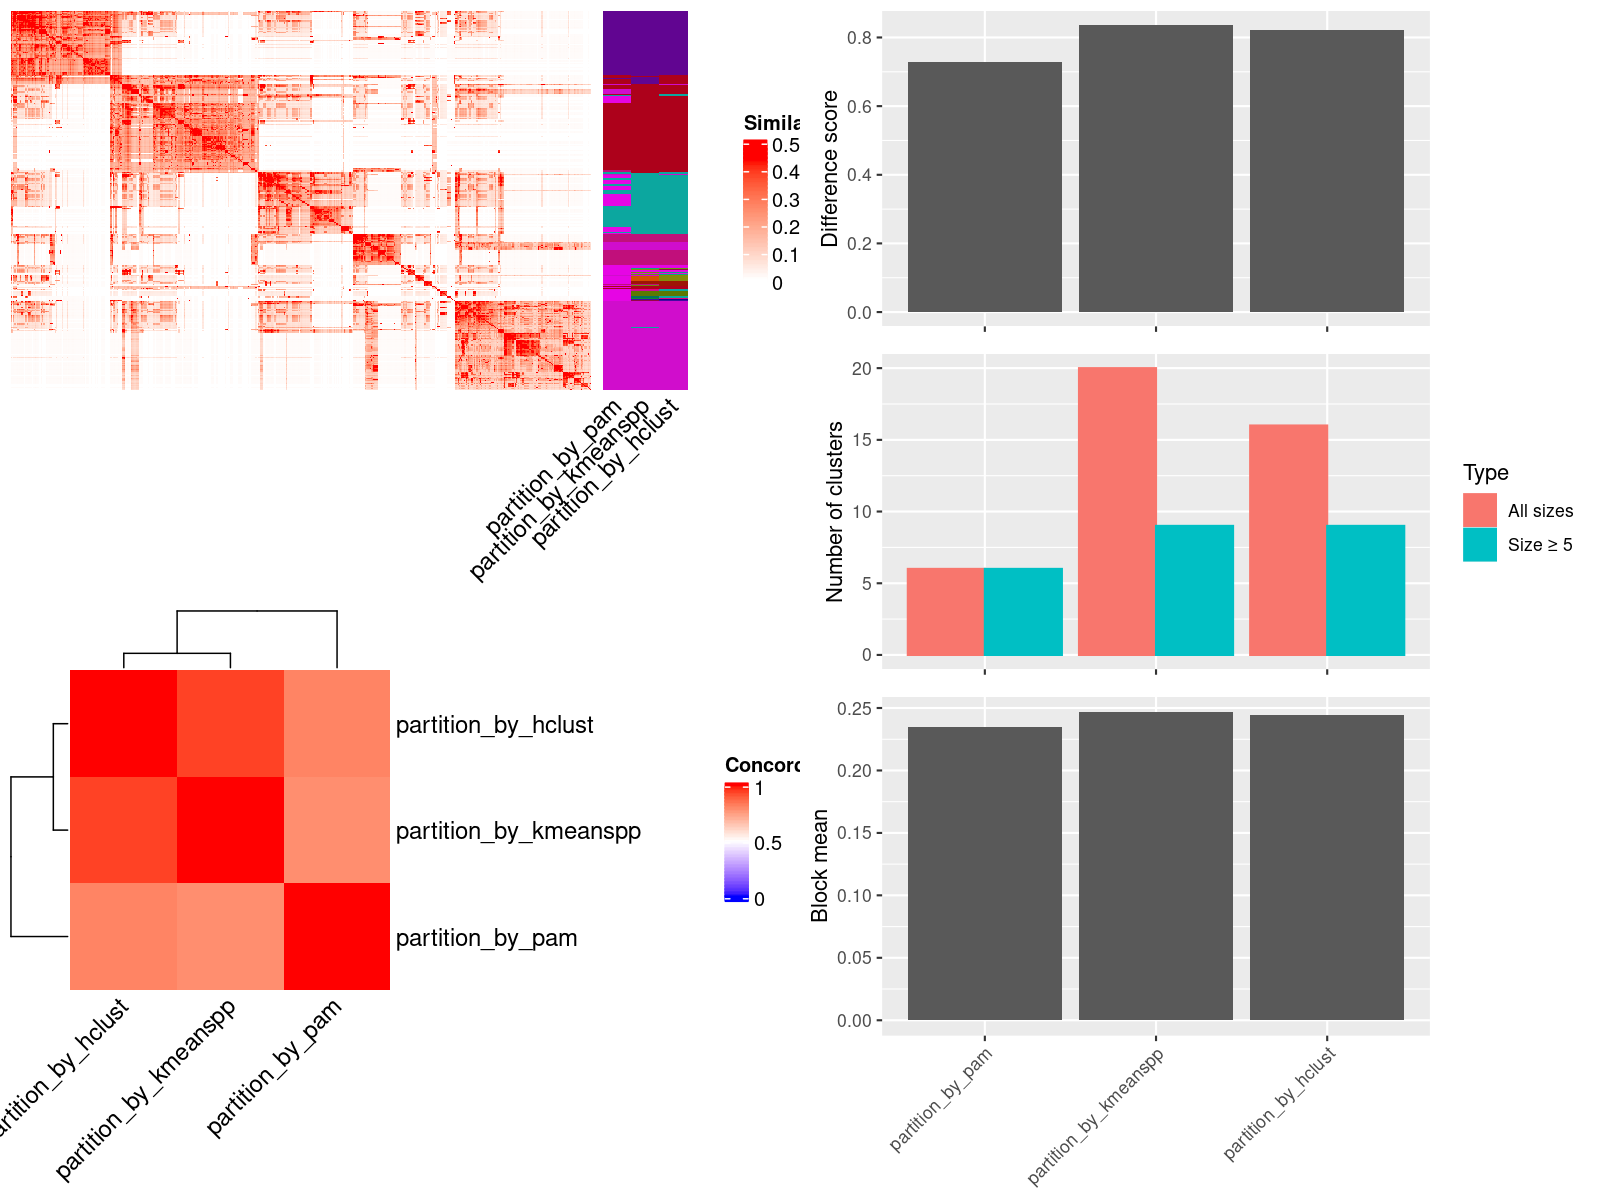 Simila
0.5
0.4
0.3
0.2
0.1
0
partition_by_pam
partition_by_kmeanspp
partition_by_hclust
partition_by_hclust
partition_by_kmeanspp
partition_by_pam
artition_by_hclust
partition_by_kmeanspp
partition_by_pam
Concord
1
0.5
0
Difference score
0.8
0.6
0.4
0.2
0.0
Number of clusters
20
15
10
5
0
Type
All sizes
Size ≥ 5
Block mean
0.25
0.20
0.15
0.10
0.05
0.00
partition_by_pam
partition_by_kmeanspp
partition_by_hclust